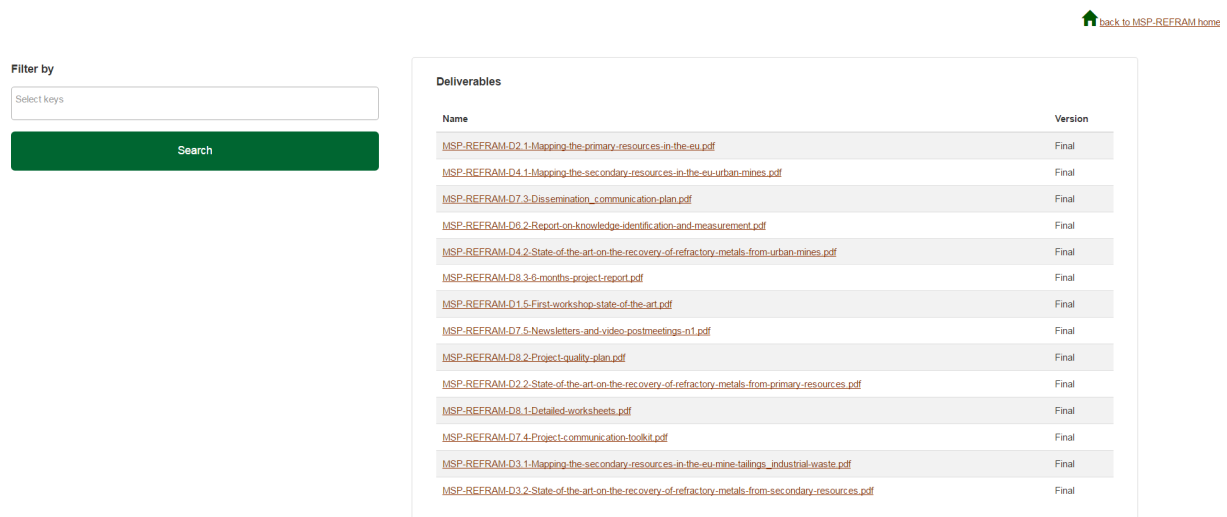 back to MSP-REFRAM home
Filter by
Select keys
Search
Deliverables
Name Version
MSP-REFRAM-D2.1-Mapping-the-primary-resources-in-the-eu.pdf Final
MSP-REFRAM-D4.1-Mapping-the-secondary-resources-in-the-eu-urban-mines.pdf Final
MSP-REFRAM-D7.3-Dissemination_communication-plan.pdf Final
MSP-REFRAM-D6.2-Report-on-knowledge-identification-and-measurement.pdf Final
MSP-REFRAM-D4.2-State-of-the-art-on-the-recovery-of-refractory-metals-from-urban-mines.pdf Final
MSP-REFRAM-D8.3-6-months-project-report.pdf Final
MSP-REFRAM-D1.5-First-workshop-state-of-the-art.pdf Final
MSP-REFRAM-D7.5-Newsletters-and-video-postmeetings-n1.pdf Final
MSP-REFRAM-D8.2-Project-quality-plan.pdf Final
MSP-REFRAM-D2.2-State-of-the-art-on-the-recovery-of-refractory-metals-from-primary-resources.pdf Final
MSP-REFRAM-D8.1-Detailed-worksheets.pdf Final
MSP-REFRAM-D7.4-Project-communication-toolkit.pdf Final
MSP-REFRAM-D3.1-Mapping-the-secondary-resources-in-the-eu-mine-tailings_industrial-waste.pdf Final
MSP-REFRAM-D3.2-State-of-the-art-on-the-recovery-of-refractory-metals-from-secondary-resources.pdf Final